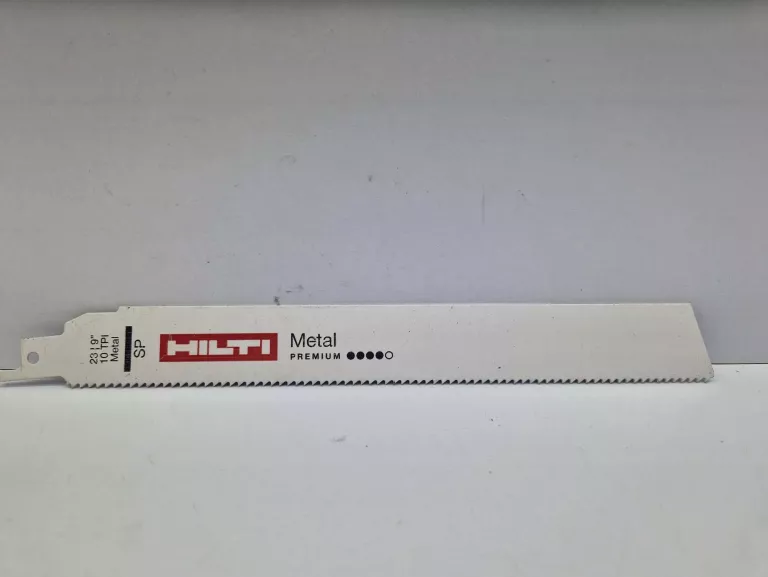 23 | 9"
10 TPI
Metal
SP
HILTI
Metal
PREMIUM